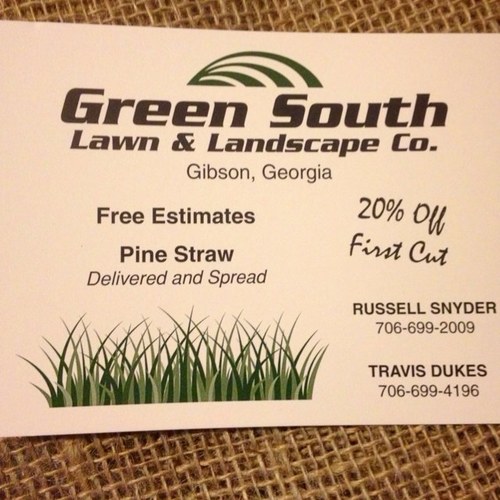 Green South
Lawn & Landscape Co.
Gibson, Georgia
Free Estimates
Pine Straw
Delivered and Spread
20% Off
First Cut
RUSSELL SNYDER
706-699-2009
TRAVIS DUKES
706-699-4196